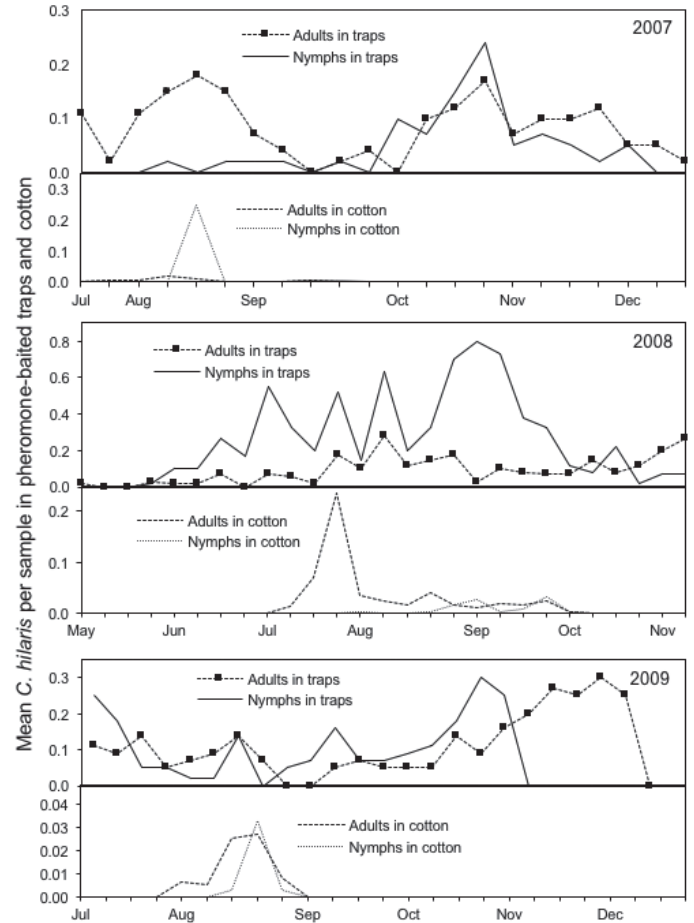 Mean C. hilaris per sample in pheromone-baited traps and cotton
2007
Adults in traps
Nymphs in traps
0.3
0.2
0.1
0.0
Adults in cotton
Nymphs in cotton
0.3
0.2
0.1
0.0
Jul Aug Sep Oct Nov Dec
2008
Adults in traps
Nymphs in traps
0.8
0.6
0.4
0.2
0.0
Adults in cotton
Nymphs in cotton
0.2
0.1
0.0
May Jun Jul Aug Sep Oct Nov
2009
Adults in traps
Nymphs in traps
0.3
0.2
0.1
0.0
Adults in cotton
Nymphs in cotton
0.04
0.03
0.02
0.01
0.00
Jul Aug Sep Oct Nov Dec